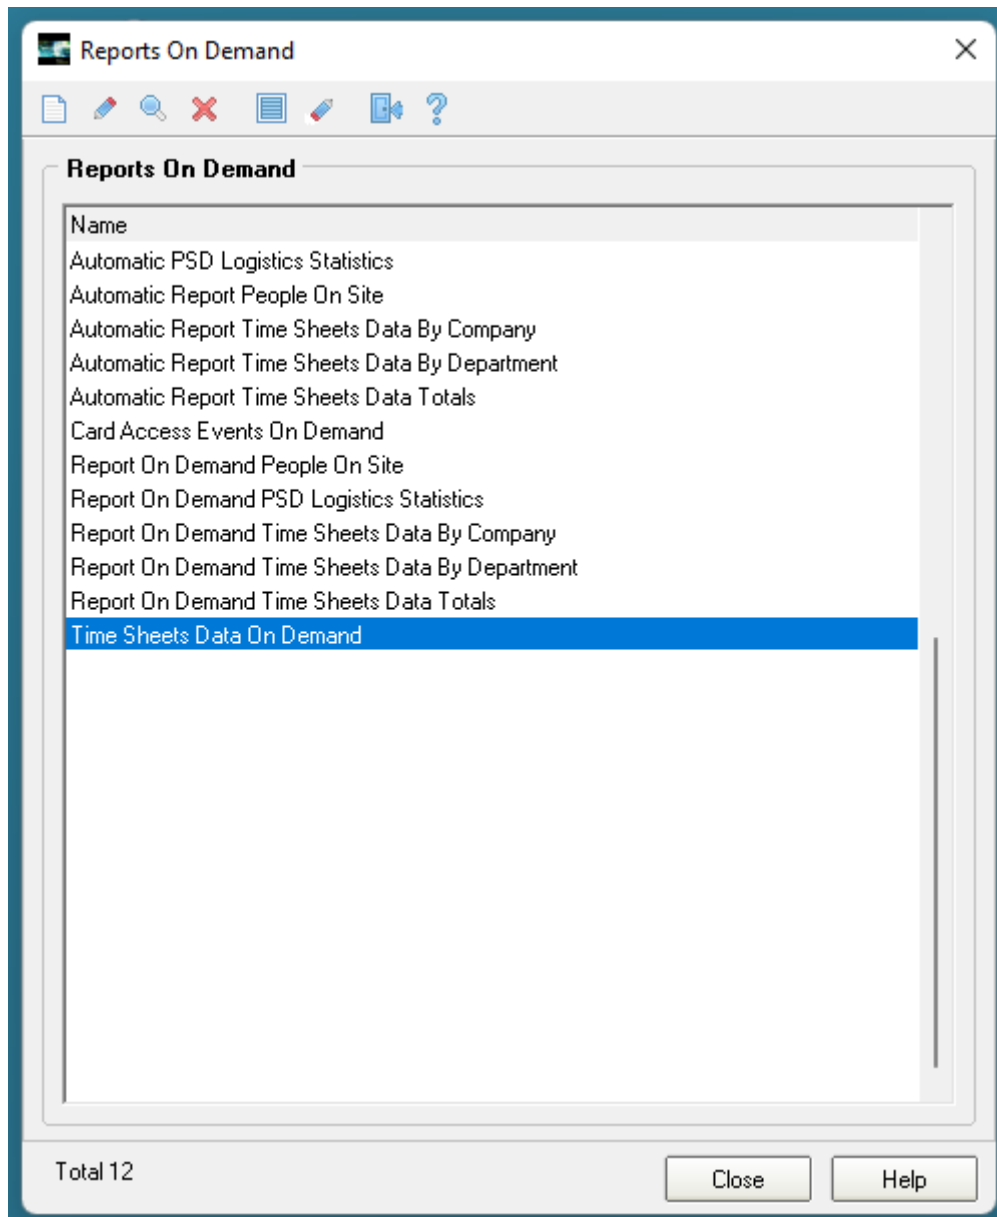 Reports On Demand
Reports On Demand
Name
Automatic PSD Logistics Statistics
Automatic Report People On Site
Automatic Report Time Sheets Data By Company
Automatic Report Time Sheets Data By Department
Automatic Report Time Sheets Data Totals
Card Access Events On Demand
Report On Demand People On Site
Report On Demand PSD Logistics Statistics
Report On Demand Time Sheets Data By Company
Report On Demand Time Sheets Data By Department
Report On Demand Time Sheets Data Totals
Time Sheets Data On Demand
Total 12
Close
Help